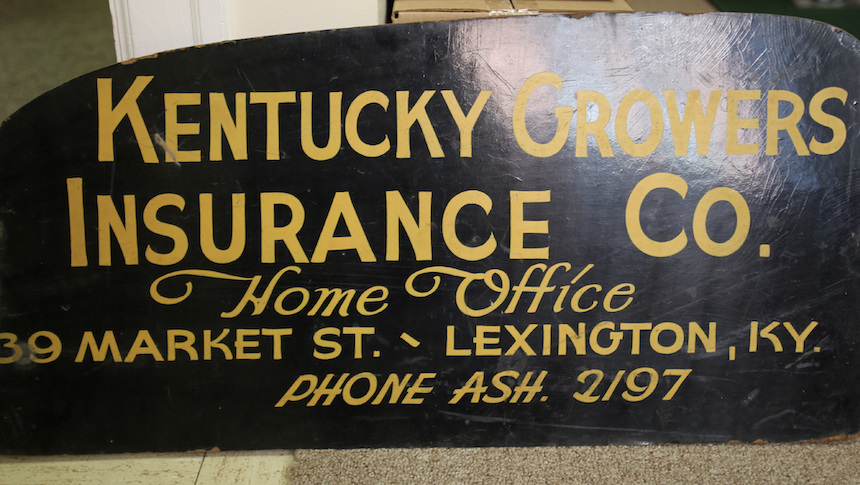 KENTUCKY GROWERS
INSURANCE CO.
Home Office
39 MARKET ST. - LEXINGTON, KY.
PHONE ASH. 2197